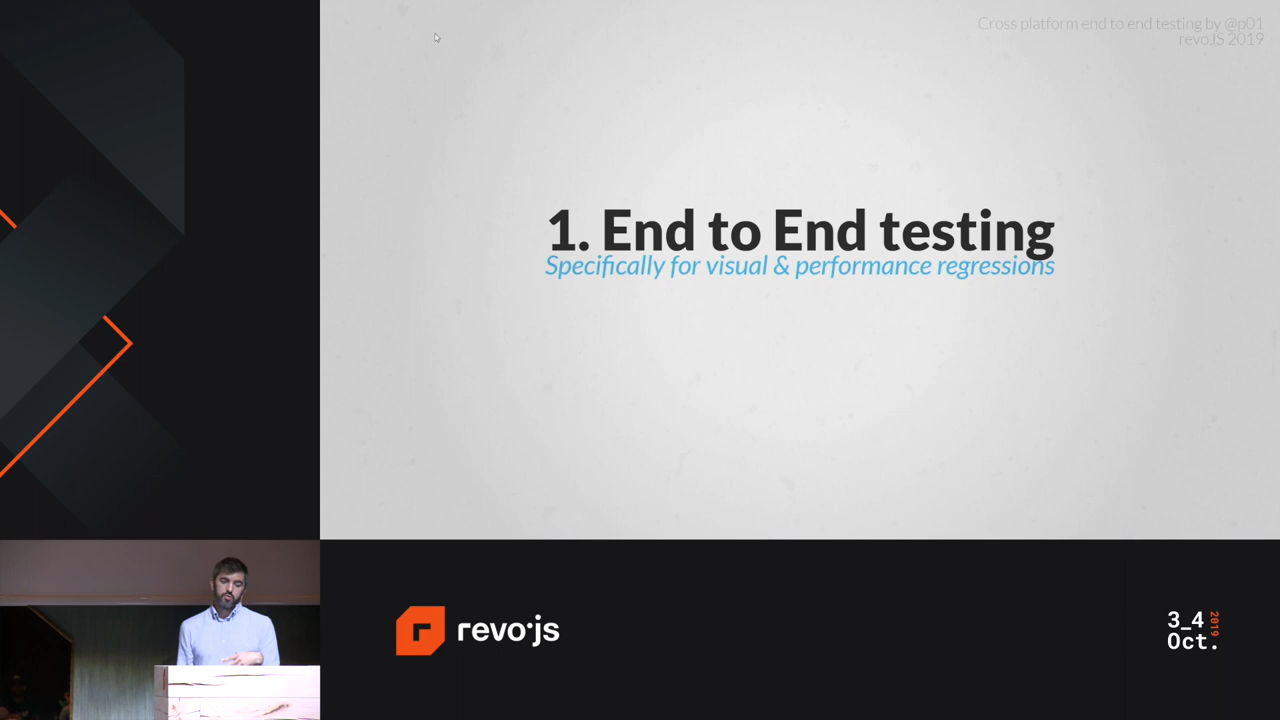 Cross platform end to end testing by @p01
revoJS 2019
1. End to End testing
Specifically for visual & performance regressions
r
revo·js
3_4
Oct.
2019